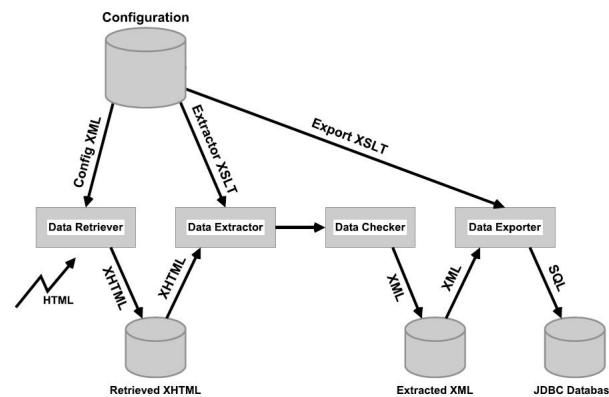 Configuration
Config XML
Extractor XSLT
Export XSLT
Data Retriever
Data Extractor
Data Checker
Data Exporter
HTML
XHTML
XHTML
XML
XML
SQL
Retrieved XHTML
Extracted XML
JDBC Databas